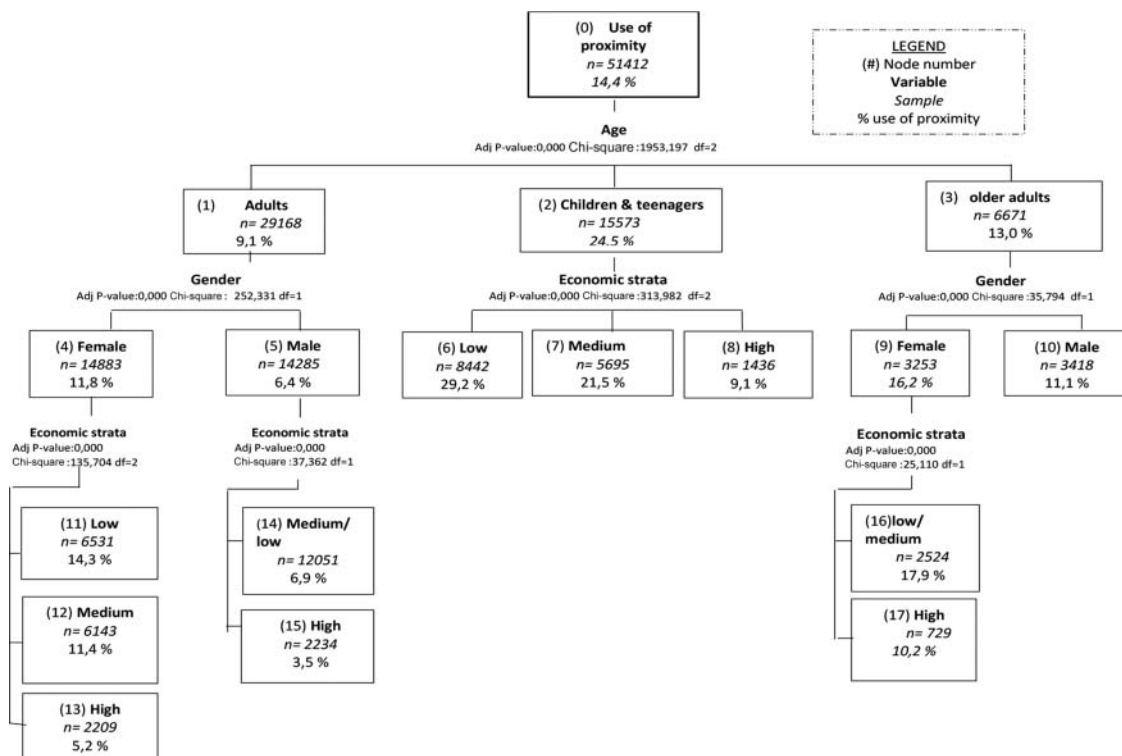 (0) Use of
proximity
n= 51412
14,4 %
LEGEND
(#) Node number
Variable
Sample
% use of proximity
Age
Adj P-value:0,000 Chi-square :1953,197 df=2
(1) Adults
n= 29168
9,1 %
(2) Children & teenagers
n= 15573
24.5 %
(3) older adults
n= 6671
13,0 %
Gender
Adj P-value:0,000 Chi-square : 252,331 df=1
Economic strata
Adj P-value:0,000 Chi-square :313,982 df=2
Gender
Adj P-value:0,000 Chi-square :35,794 df=1
(4) Female
n= 14883
11,8 %
(5) Male
n= 14285
6,4 %
(6) Low
n= 8442
29,2 %
(7) Medium
n= 5695
21,5 %
(8) High
n= 1436
9,1 %
(9) Female
n= 3253
16,2 %
(10) Male
n= 3418
11,1 %
Economic strata
Adj P-value:0,000
Chi-square :135,704 df=2
Economic strata
Adj P-value:0,000
Chi-square :37,362 df=1
Economic strata
Adj P-value:0,000
Chi-square :25,110 df=1
(11) Low
n= 6531
14,3 %
(12) Medium
n= 6143
11,4 %
(13) High
n= 2209
5,2 %
(14) Medium/
low
n= 12051
6,9 %
(15) High
n= 2234
3,5 %
(16)low/
medium
n= 2524
17,9 %
(17) High
n= 729
10,2 %